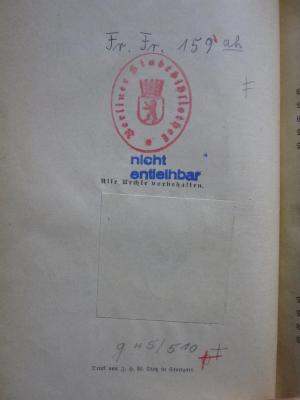 Fr. Fr. 159 ah
Berliner Stadtbibliothek
nicht
entleihbar
Alle Rechte vorbehalten.
g 45/510
Druck von J. H. W. Dietz in Stuttgart.